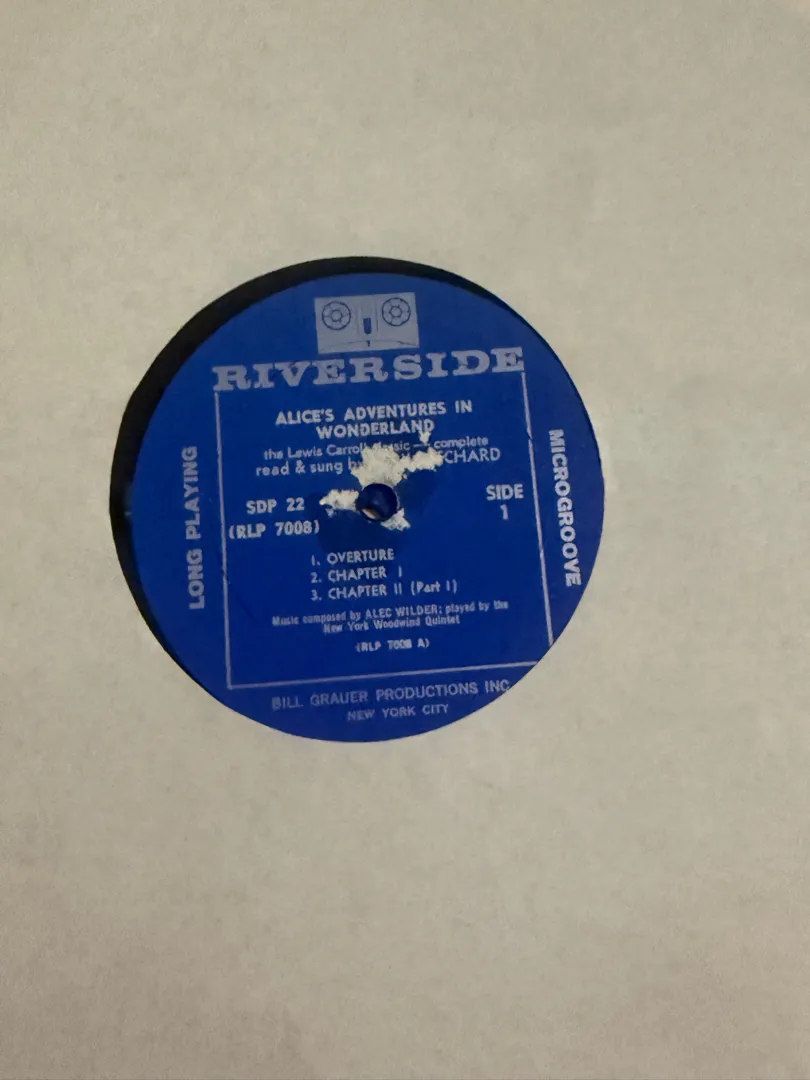 RIVERSIDE
ALICE'S ADVENTURES IN
WONDERLAND
the Lewis Carroll — complete
read & sung
SDP 22
(RLP 7008)
SIDE
1
1. OVERTURE
2. CHAPTER I
3. CHAPTER II (Part I)
Music composed by ALEC WILDER; played by the
New York Woodwind Quintet
(RLP 7008 A)
LONG PLAYING
MICROGROOVE
BILL GRAUER PRODUCTIONS INC.
NEW YORK CITY